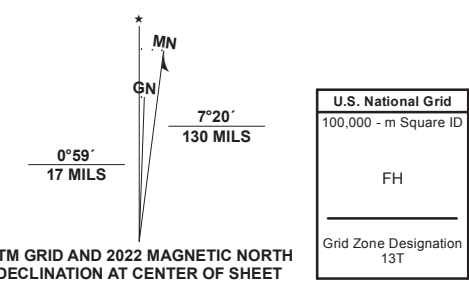 ★
MN
GN
7°20´
130 MILS
0°59´
17 MILS
TM GRID AND 2022 MAGNETIC NORTH
DECLINATION AT CENTER OF SHEET
U.S. National Grid
100,000 - m Square ID
FH
Grid Zone Designation
13T